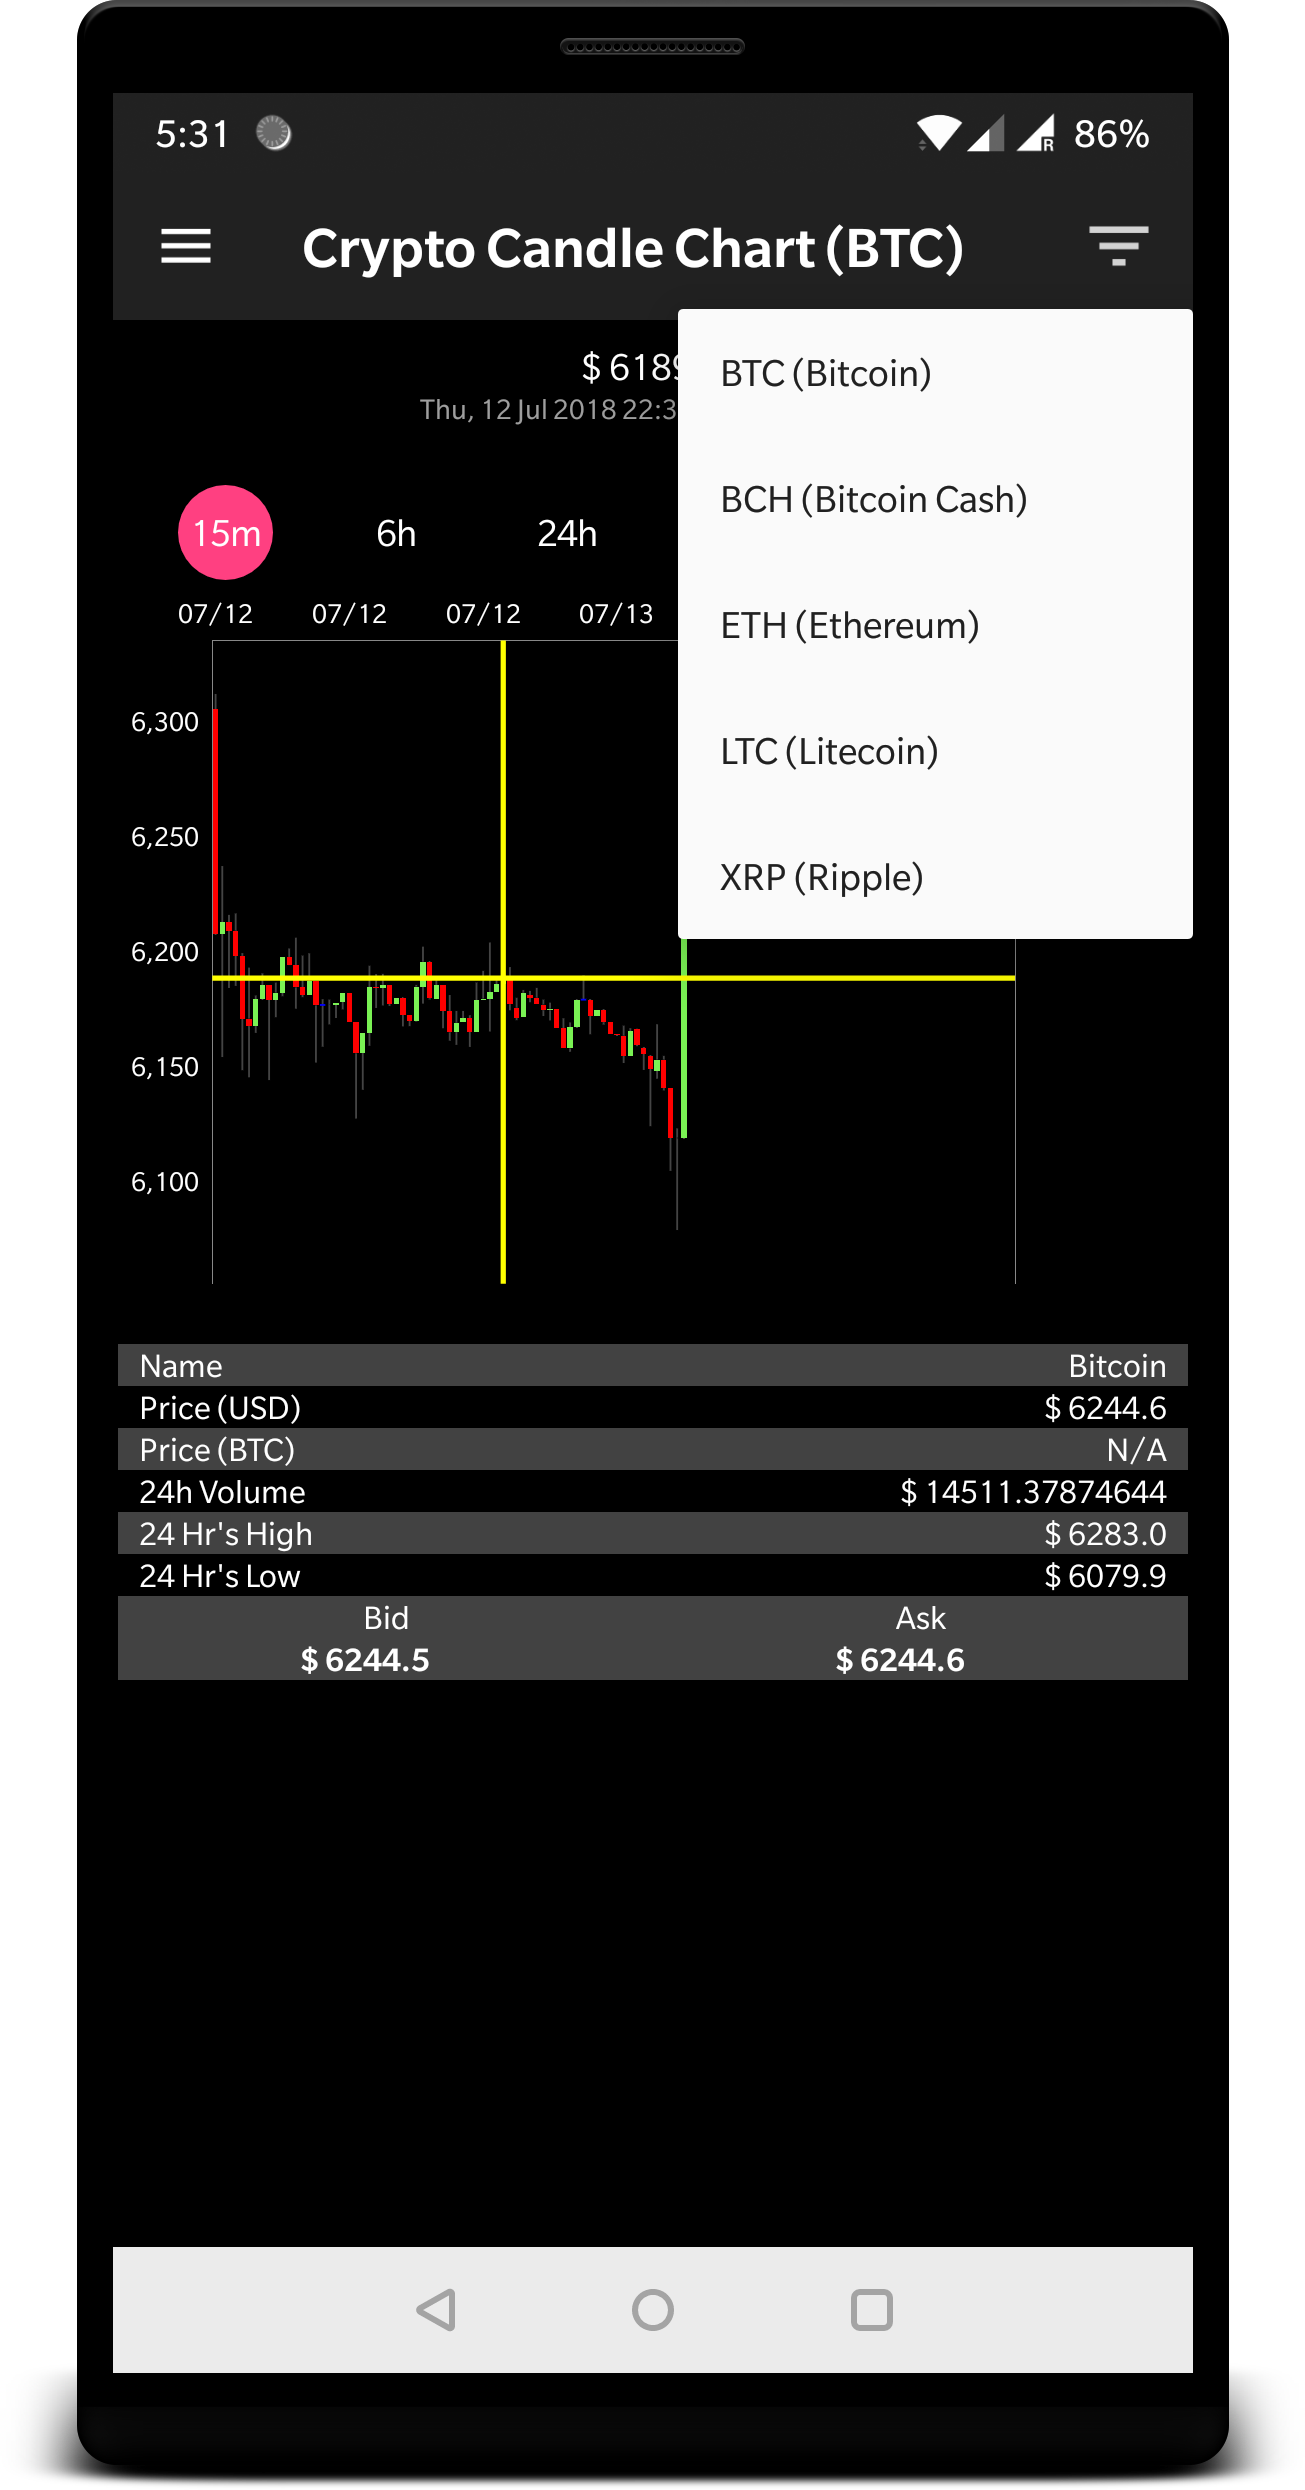 5:31 R 86%
Crypto Candle Chart (BTC)
$ 6189
Thu, 12 Jul 2018 22:3
BTC (Bitcoin)
BCH (Bitcoin Cash)
ETH (Ethereum)
LTC (Litecoin)
XRP (Ripple)
15m 6h 24h
07/12 07/12 07/12 07/13
6,300
6,250
6,200
6,150
6,100
Name Bitcoin
Price (USD) $ 6244.6
Price (BTC) N/A
24h Volume $ 14511.37874644
24 Hr's High $ 6283.0
24 Hr's Low $ 6079.9
Bid Ask
$ 6244.5 $ 6244.6